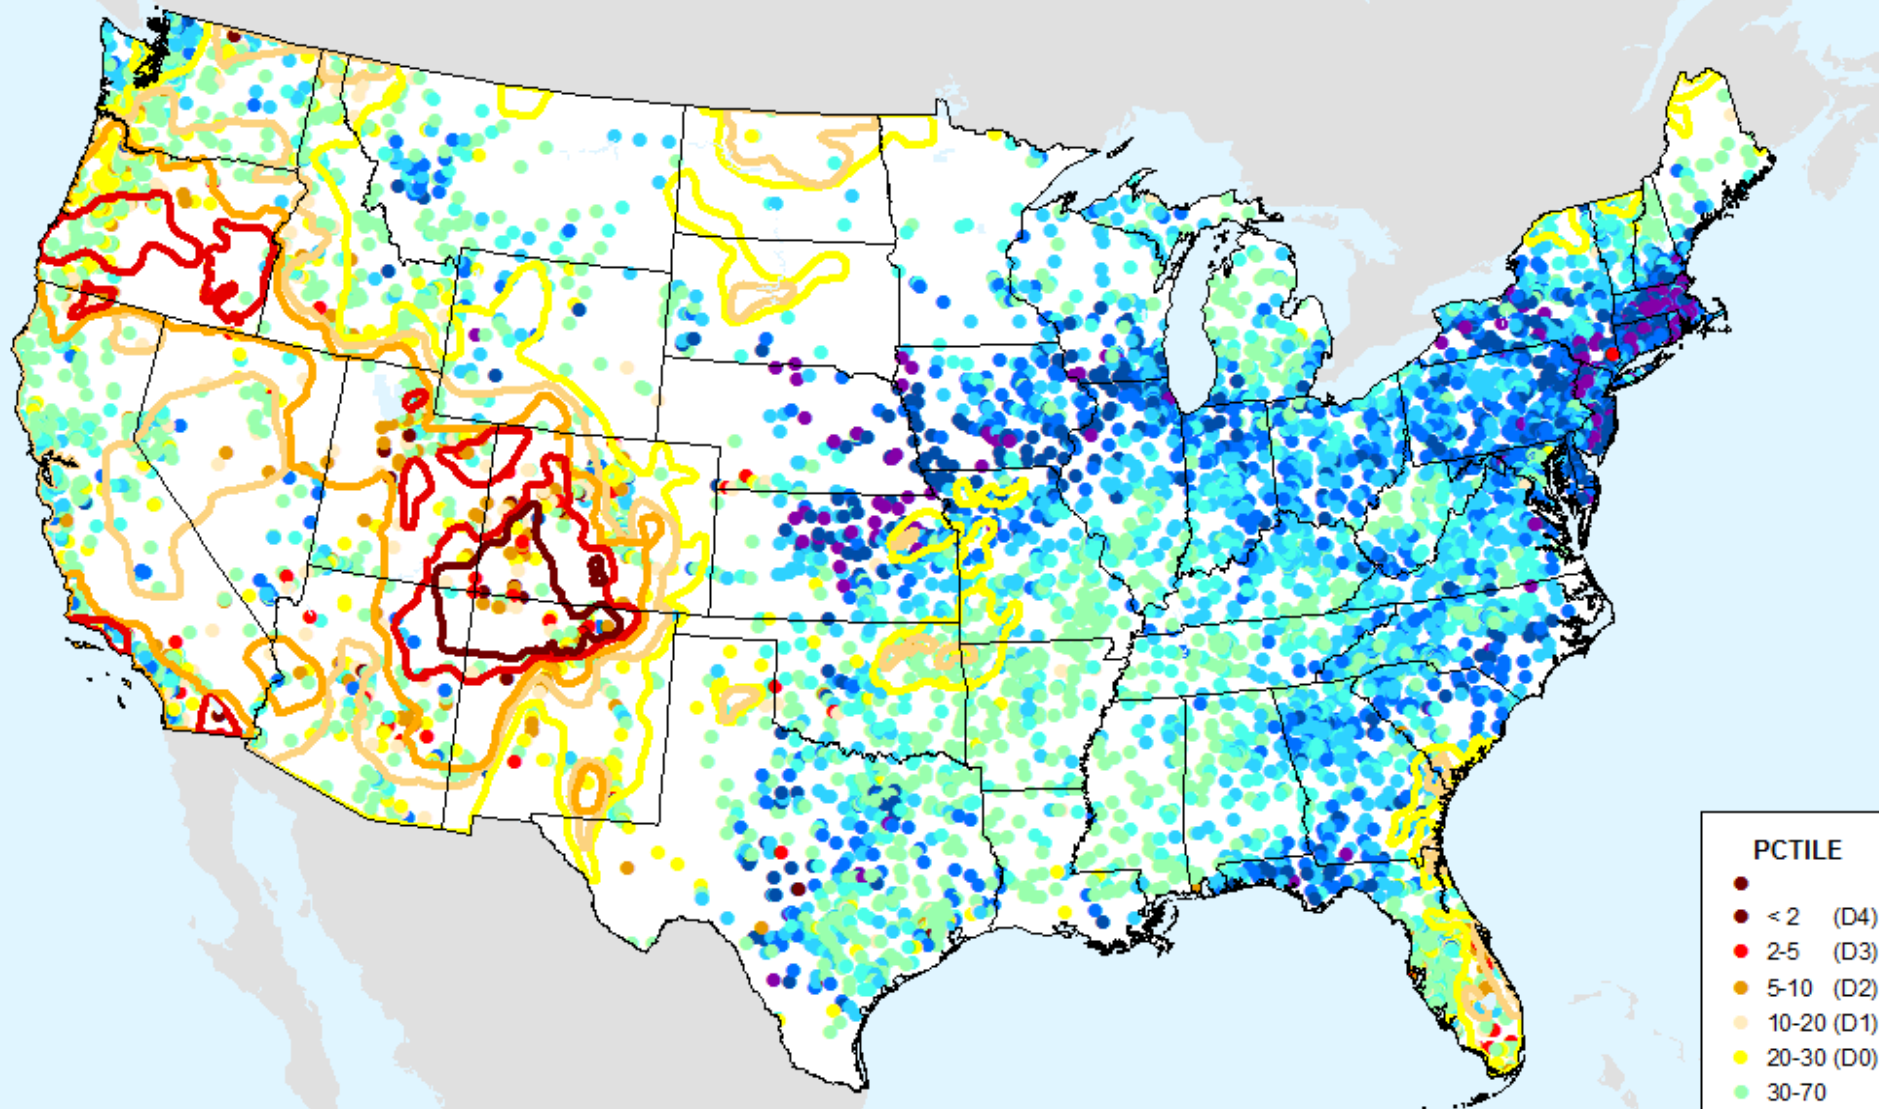 PCTILE
< 2 (D4)
2-5 (D3)
5-10 (D2)
10-20 (D1)
20-30 (D0)
30-70